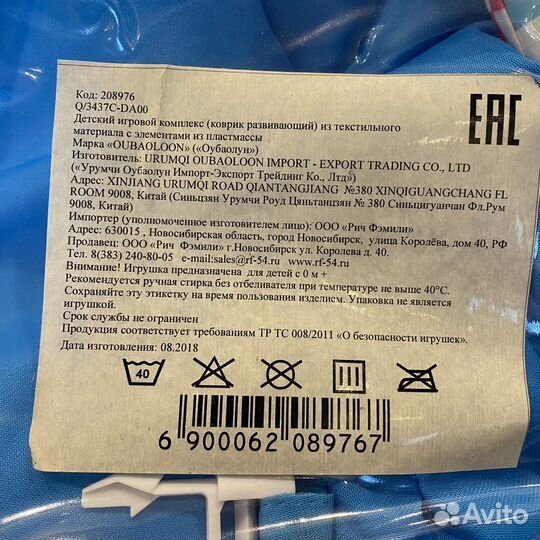 Код: 208976
Q/3437C-DA00
Детский игровой комплекс (коврик развивающий) из текстильного
материала с элементами из пластмассы
Марка «OUBAOLOON» («Оубаолун»)
Изготовитель: URUMQI OUBAOLOON IMPORT - EXPORT TRADING CO., LTD
(«Урумчи Оубаолун Импорт-Экспорт Трейдинг Ко., Лтд»)
Адрес: XINJIANG URUMQI ROAD QIANTANGJIANG №380 XINQIGUANGCHANG FL
ROOM 9008, Китай (Синьцзян Урумчи Роуд Цяньтанцзян № 380 Синьцигуанчан Фл.Рум
9008, Китай)
Импортер (уполномоченное изготовителем лицо): ООО «Рич Фэмили»
Адрес: 630015 , Новосибирская область, город Новосибирск, улица Королёва, дом 40, РФ
Продавец: ООО «Рич Фэмили» г.Новосибирск ул. Королева д. 40.
Тел. 8(383) 240-80-05 e-mail:sales@rf-54.ru www.rf-54.ru
Внимание! Игрушка предназначена для детей с 0 м +
Рекомендуется ручная стирка без отбеливателя при температуре не выше 40°С.
Сохраняйте эту этикетку на время пользования изделием. Упаковка не является
игрушкой.
Срок службы не ограничен
Продукция соответствует требованиям ТР ТС 008/2011 «О безопасности игрушек».
Дата изготовления: 08.2018
EAC
40
6 900062 089767
Avito